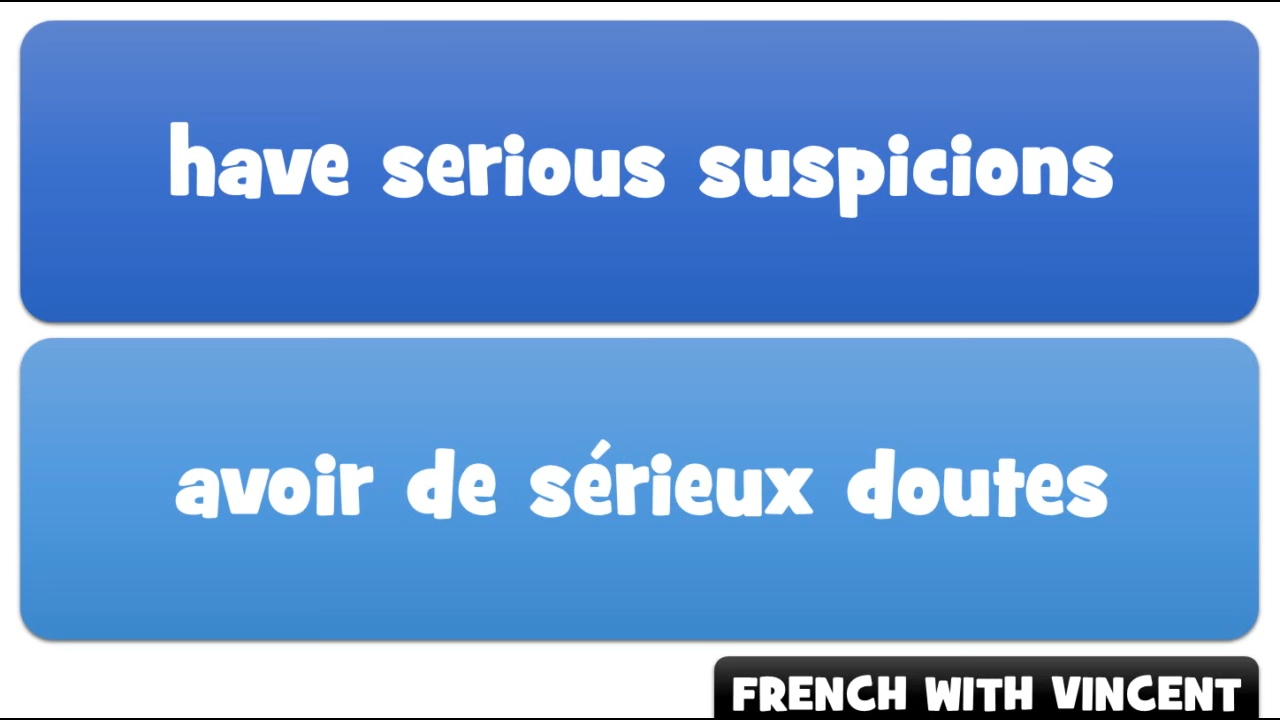 have serious suspicions
avoir de sérieux doutes
FRENCH WITH VINCENT